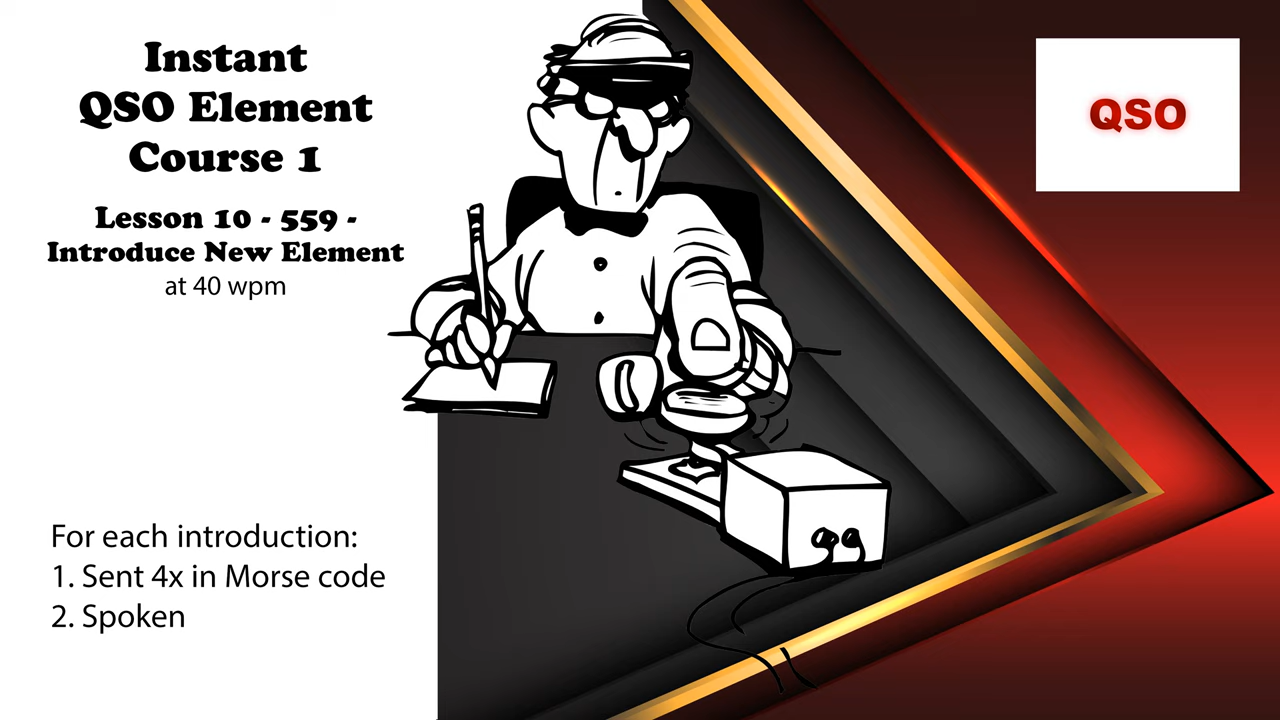 Instant
QSO Element
Course 1
Lesson 10 - 559 -
Introduce New Element
at 40 wpm
QSO
For each introduction:
1. Sent 4x in Morse code
2. Spoken